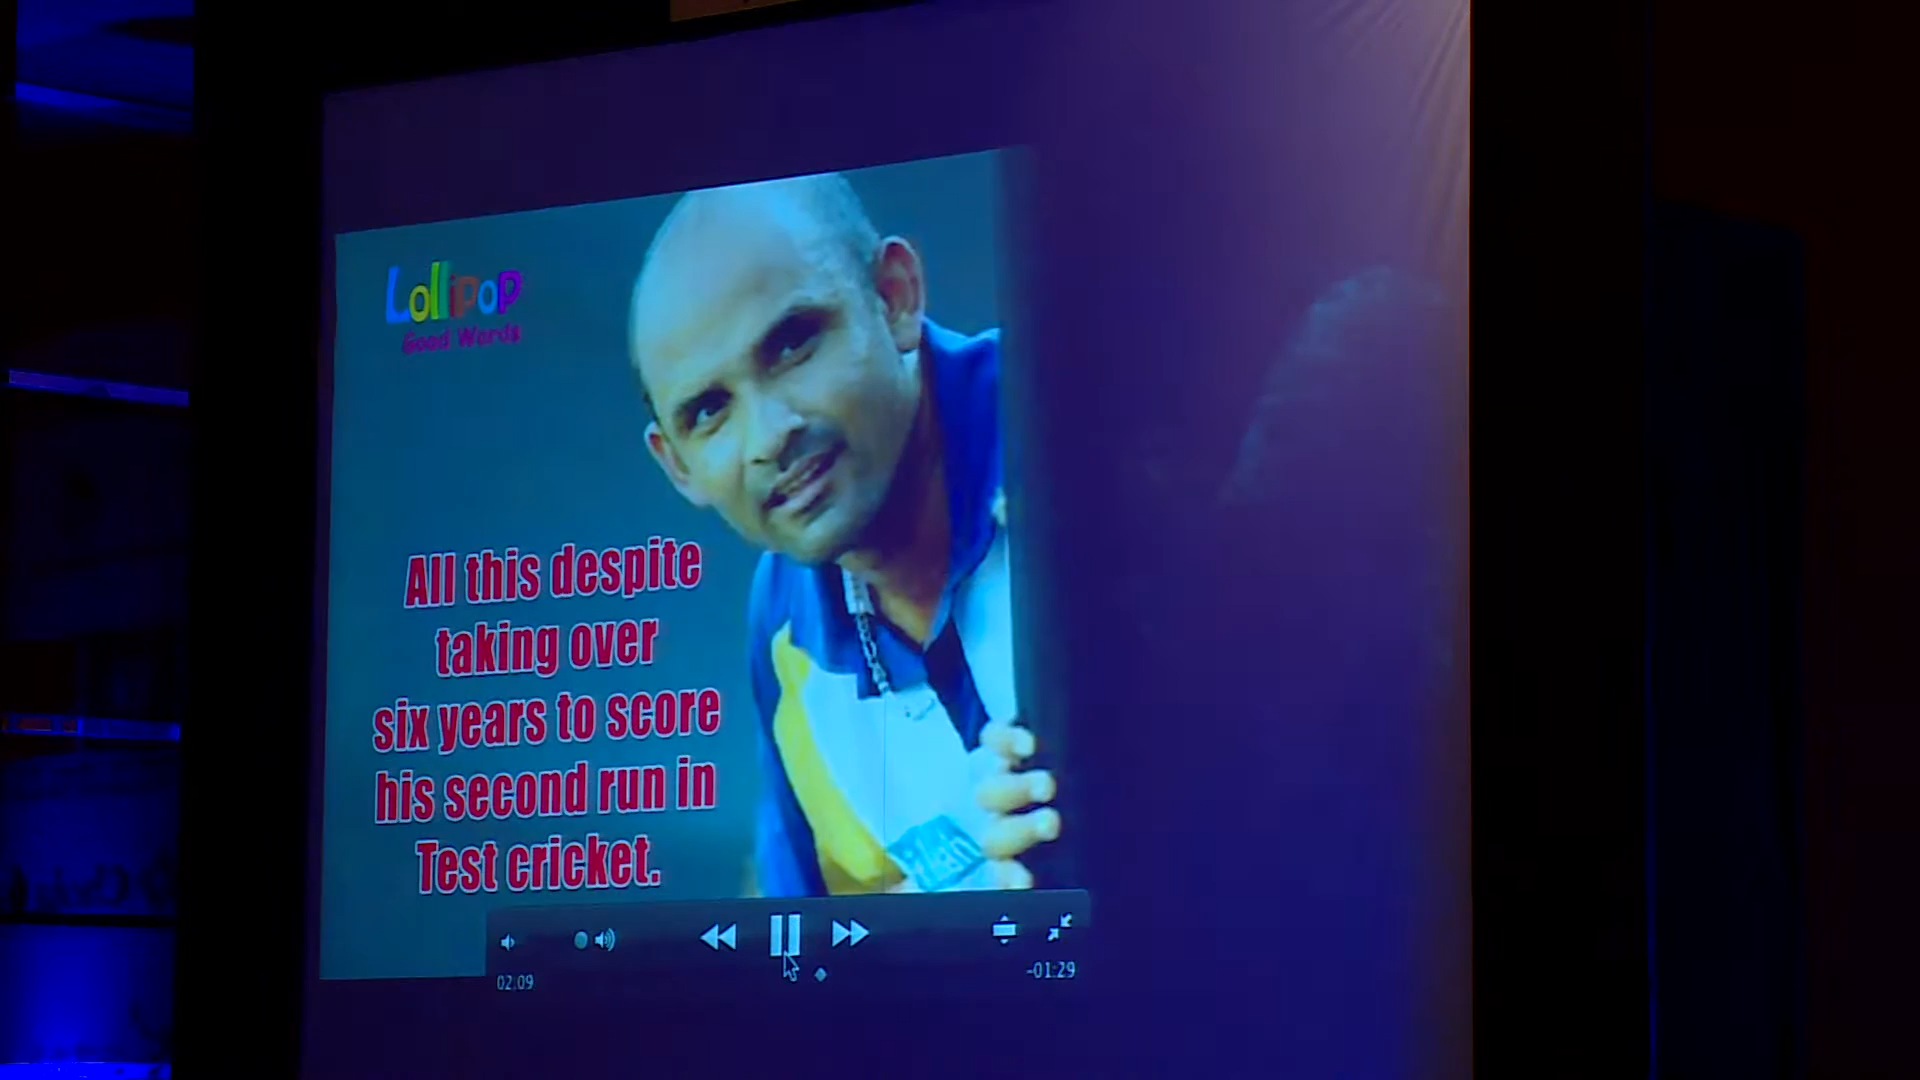 Lollipop
Good Words
All this despite
taking over
six years to score
his second run in
Test cricket.
02:09
-01:29